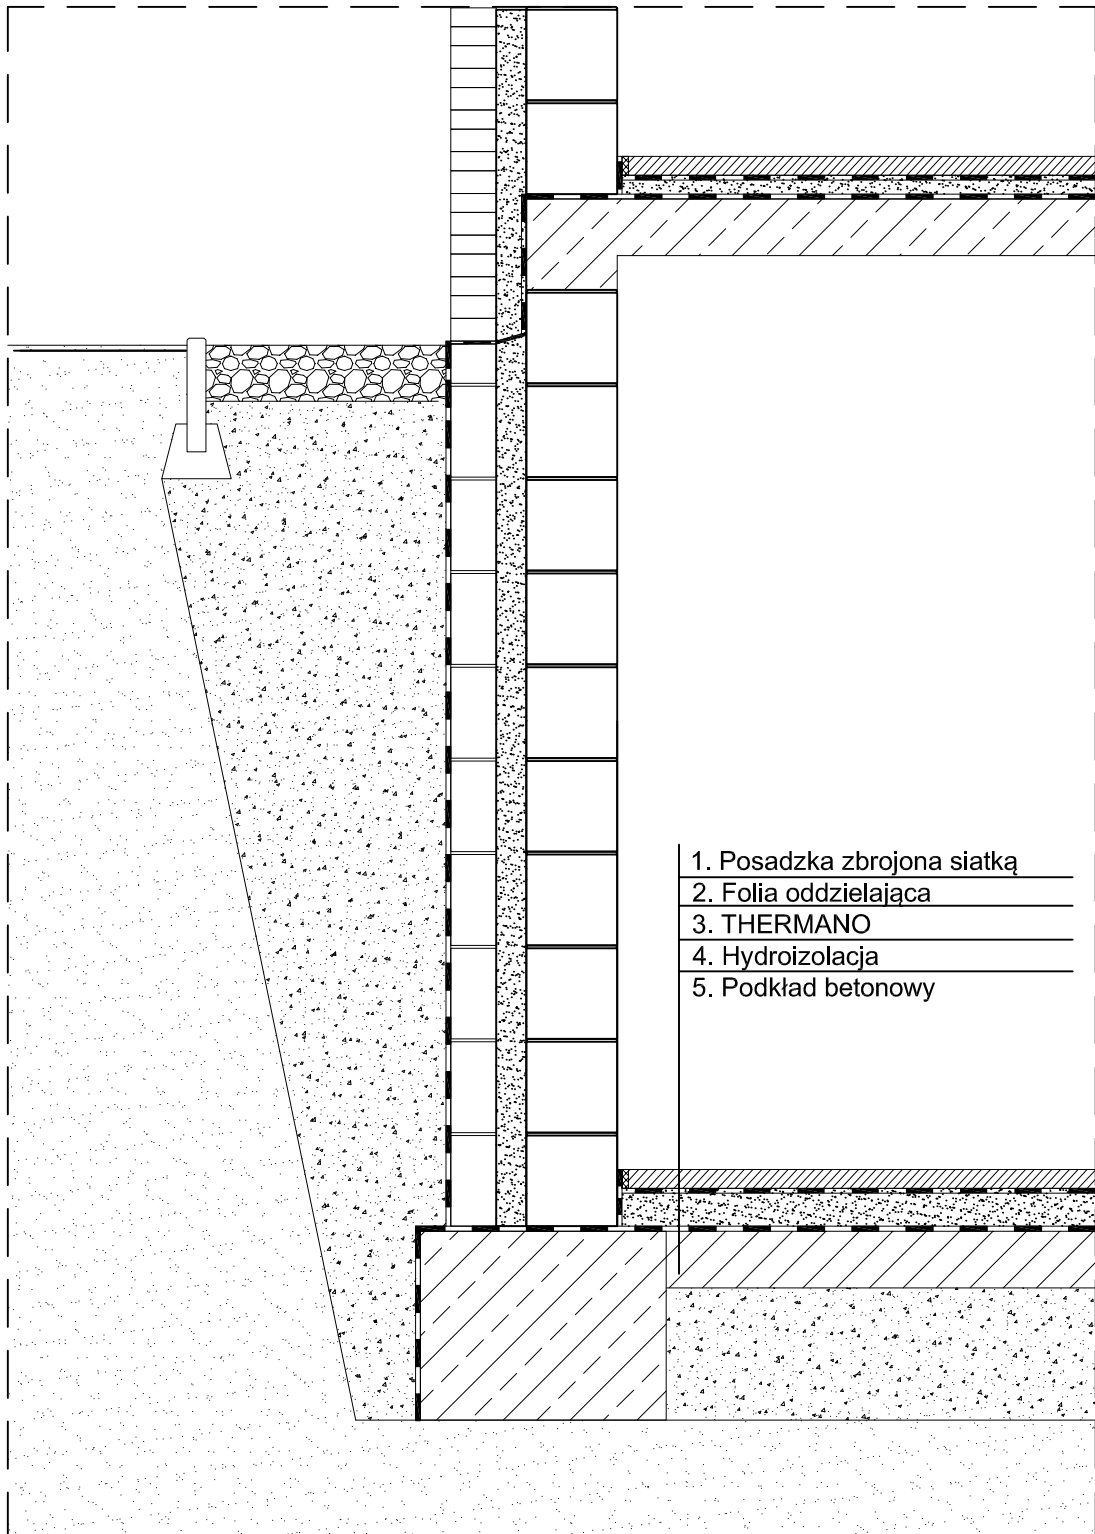 1. Posadzka zbrojona siatką
2. Folia oddzielająca
3. THERMANO
4. Hydroizolacja
5. Podkład betonowy